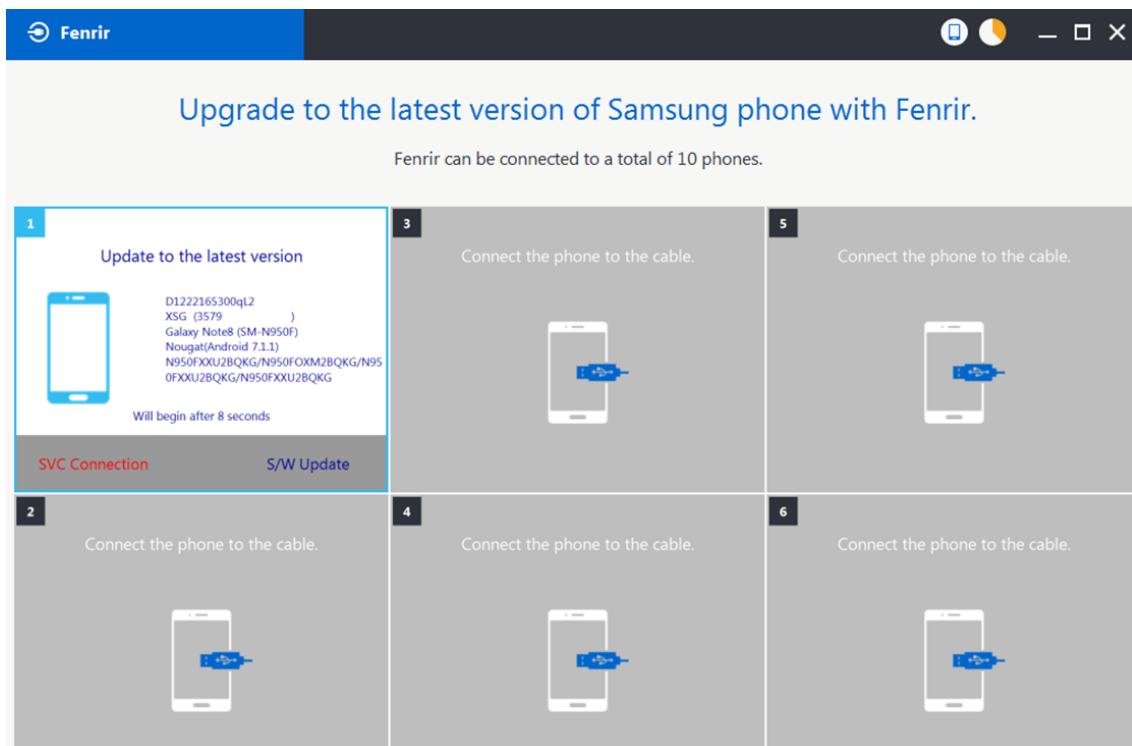 Fenrir
Upgrade to the latest version of Samsung phone with Fenrir.
Fenrir can be connected to a total of 10 phones.
1
Update to the latest version
D1222165300qL2
XSG (3579 )
Galaxy Note8 (SM-N950F)
Nougat(Android 7.1.1)
N950FXXU2BQKG/N950FOXM2BQKG/N95
0FXXU2BQKG/N950FXXU2BQKG
Will begin after 8 seconds
SVC Connection S/W Update
3
Connect the phone to the cable.
5
Connect the phone to the cable.
2
Connect the phone to the cable.
4
Connect the phone to the cable.
6
Connect the phone to the cable.